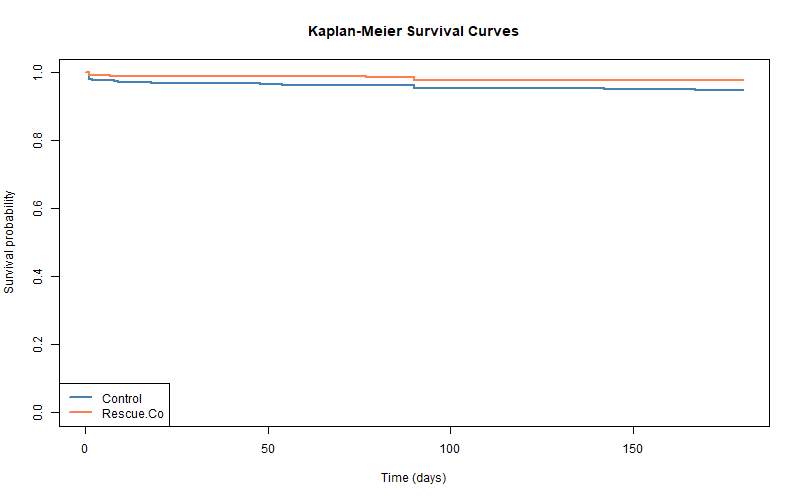 Kaplan-Meier Survival Curves
Survival probability
1.0
0.8
0.6
0.4
0.2
0.0
Control
Rescue.Co
0
50
100
150
Time (days)